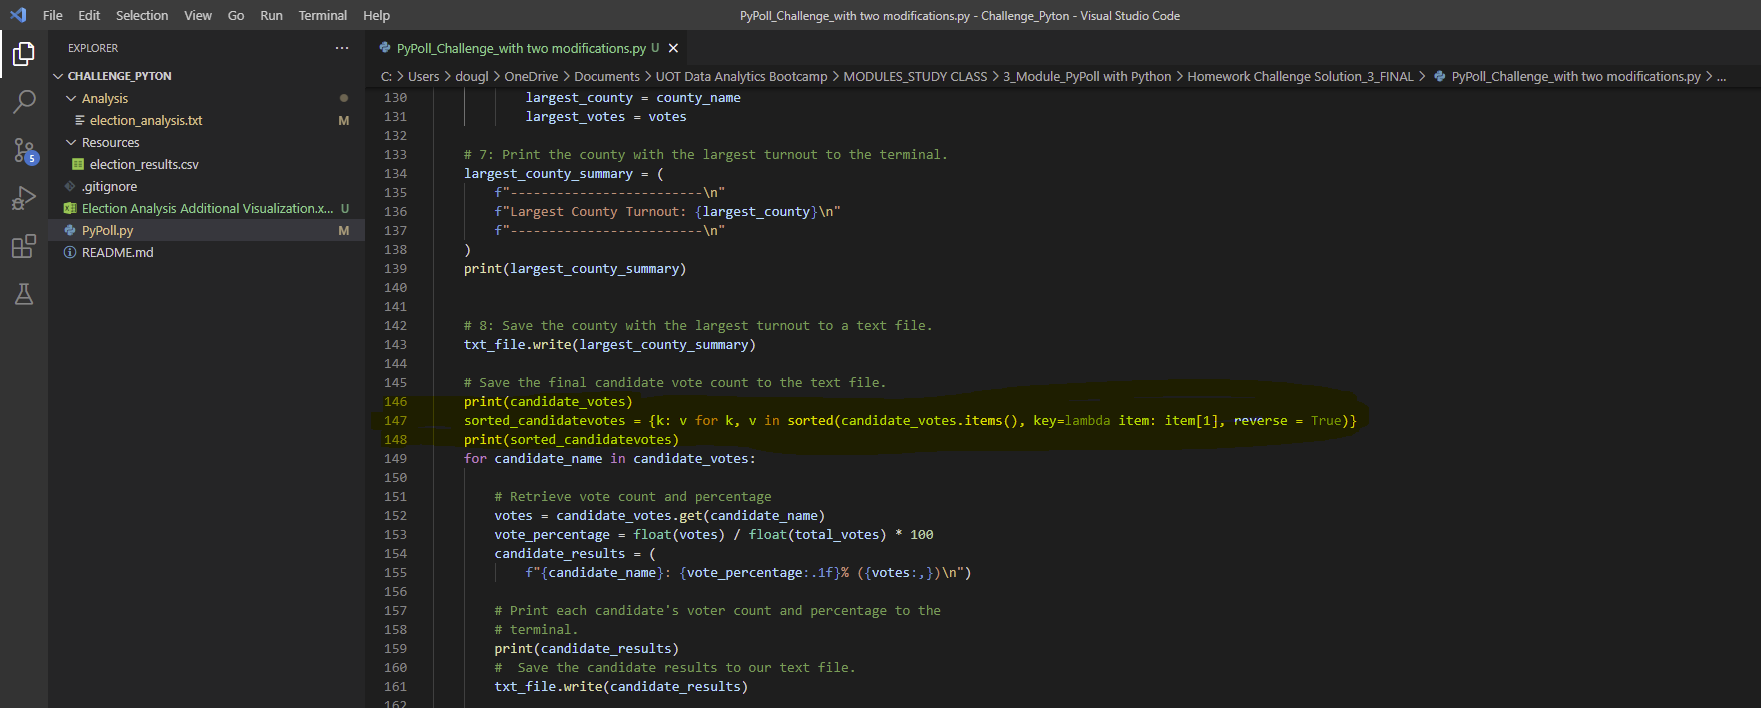 File Edit Selection View Go Run Terminal Help
PyPoll_Challenge_with two modifications.py - Challenge_Pyton - Visual Studio Code
EXPLORER ...
CHALLENGE_PYTON
Analysis
election_analysis.txt M
Resources
election_results.csv
.gitignore
Election Analysis Additional Visualization.x... U
PyPoll.py M
README.md
5
PyPoll_Challenge_with two modifications.py U
C: > Users > dougl > OneDrive > Documents > UOT Data Analytics Bootcamp > MODULES_STUDY CLASS > 3_Module_PyPoll with Python > Homework Challenge Solution_3_FINAL > PyPoll_Challenge_with two modifications.py > ...
130 largest_county = county_name
131 largest_votes = votes
132
133 # 7: Print the county with the largest turnout to the terminal.
134 largest_county_summary = (
135 f"-------------------------\n"
136 f"Largest County Turnout: {largest_county}\n"
137 f"-------------------------\n"
138 )
139 print(largest_county_summary)
140
141
142 # 8: Save the county with the largest turnout to a text file.
143 txt_file.write(largest_county_summary)
144
145 # Save the final candidate vote count to the text file.
146 print(candidate_votes)
147 sorted_candidatevotes = {k: v for k, v in sorted(candidate_votes.items(), key=lambda item: item[1], reverse = True)}
148 print(sorted_candidatevotes)
149 for candidate_name in candidate_votes:
150
151 # Retrieve vote count and percentage
152 votes = candidate_votes.get(candidate_name)
153 vote_percentage = float(votes) / float(total_votes) * 100
154 candidate_results = (
155 f"{candidate_name}: {vote_percentage:.1f}% ({votes:,})\n")
156
157 # Print each candidate's voter count and percentage to the
158 # terminal.
159 print(candidate_results)
160 #  Save the candidate results to our text file.
161 txt_file.write(candidate_results)
162